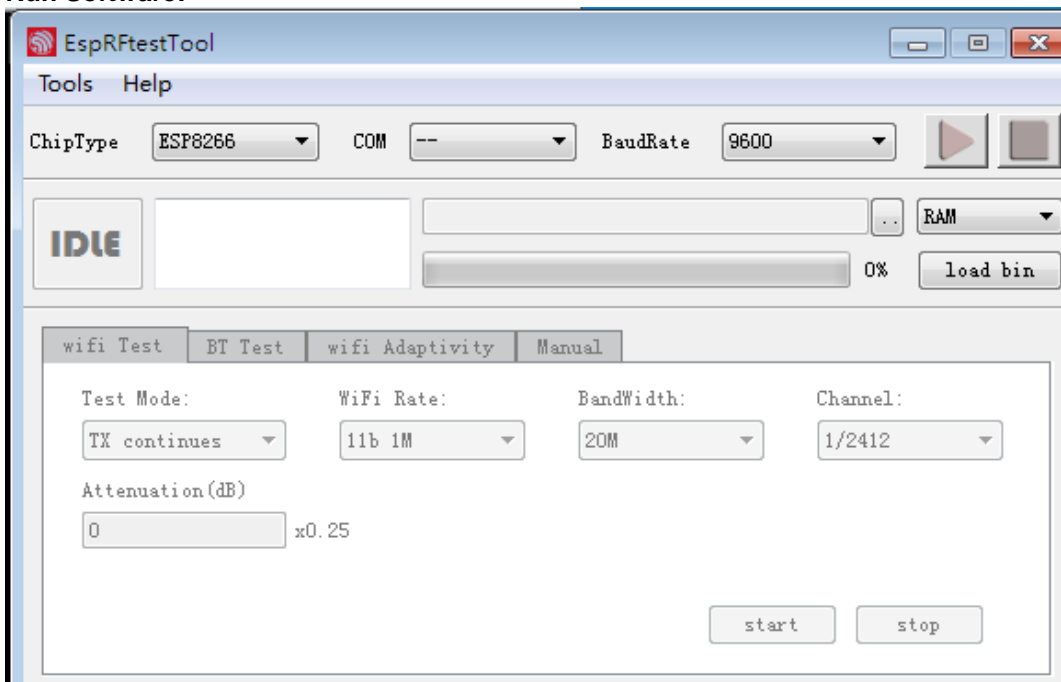 EspRFtestTool
Tools Help
ChipType ESP8266 COM -- BaudRate 9600
.. RAM
IDLE
0% load bin
wifi Test BT Test wifi Adaptivity Manual
Test Mode: WiFi Rate: BandWidth: Channel:
TX continues 11b 1M 20M 1/2412
Attenuation(dB)
0 x0.25
start stop